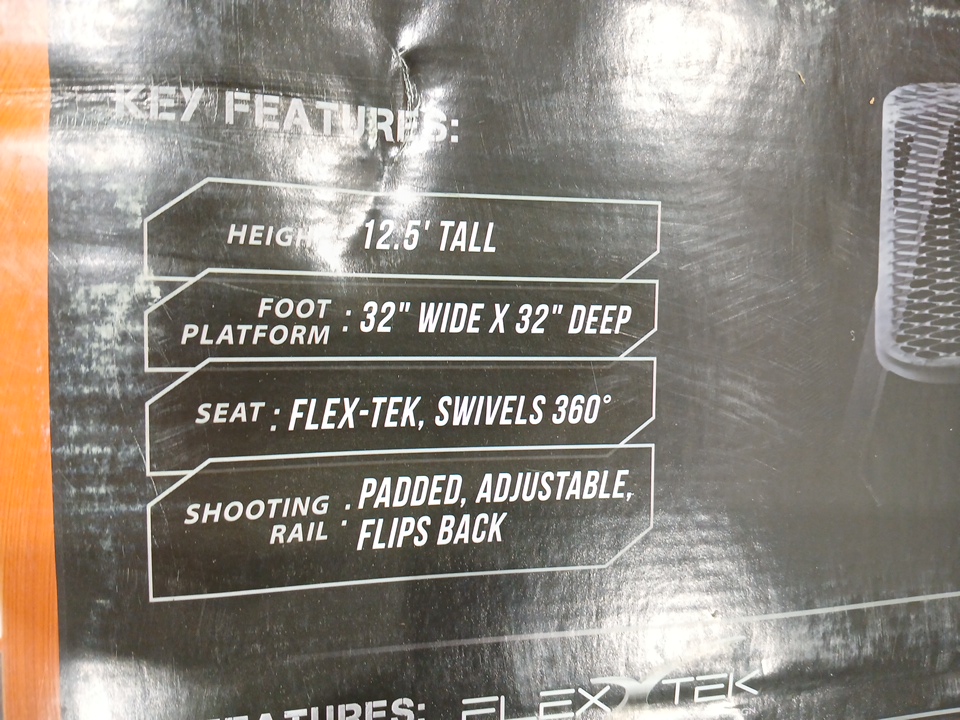 KEY FEATURES:
HEIGHT : 12.5' TALL
FOOT PLATFORM : 32" WIDE X 32" DEEP
SEAT : FLEX-TEK, SWIVELS 360°
SHOOTING RAIL : PADDED, ADJUSTABLE,
FLIPS BACK
FEATURES: FLEX TEK